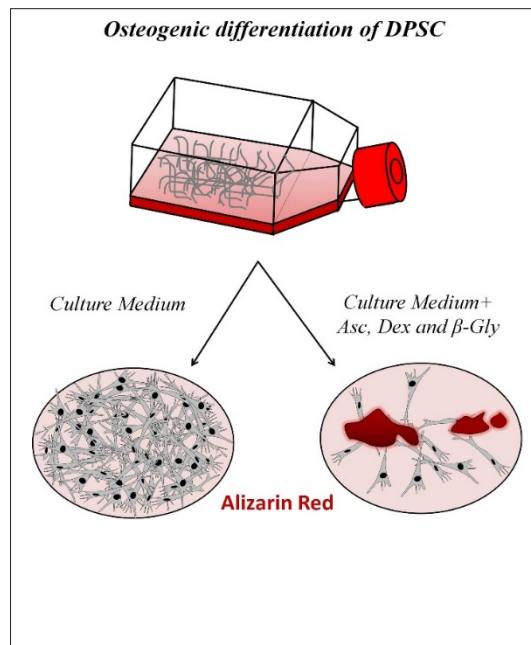 Osteogenic differentiation of DPSC
Culture Medium
Culture Medium+
Asc, Dex and β-Gly
Alizarin Red